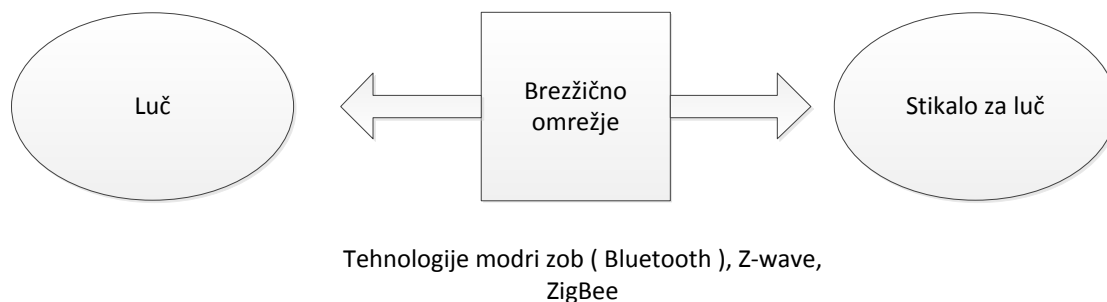 Luč
Brezžično
omrežje
Stikalo za luč
Tehnologije modri zob ( Bluetooth ), Z-wave,
ZigBee